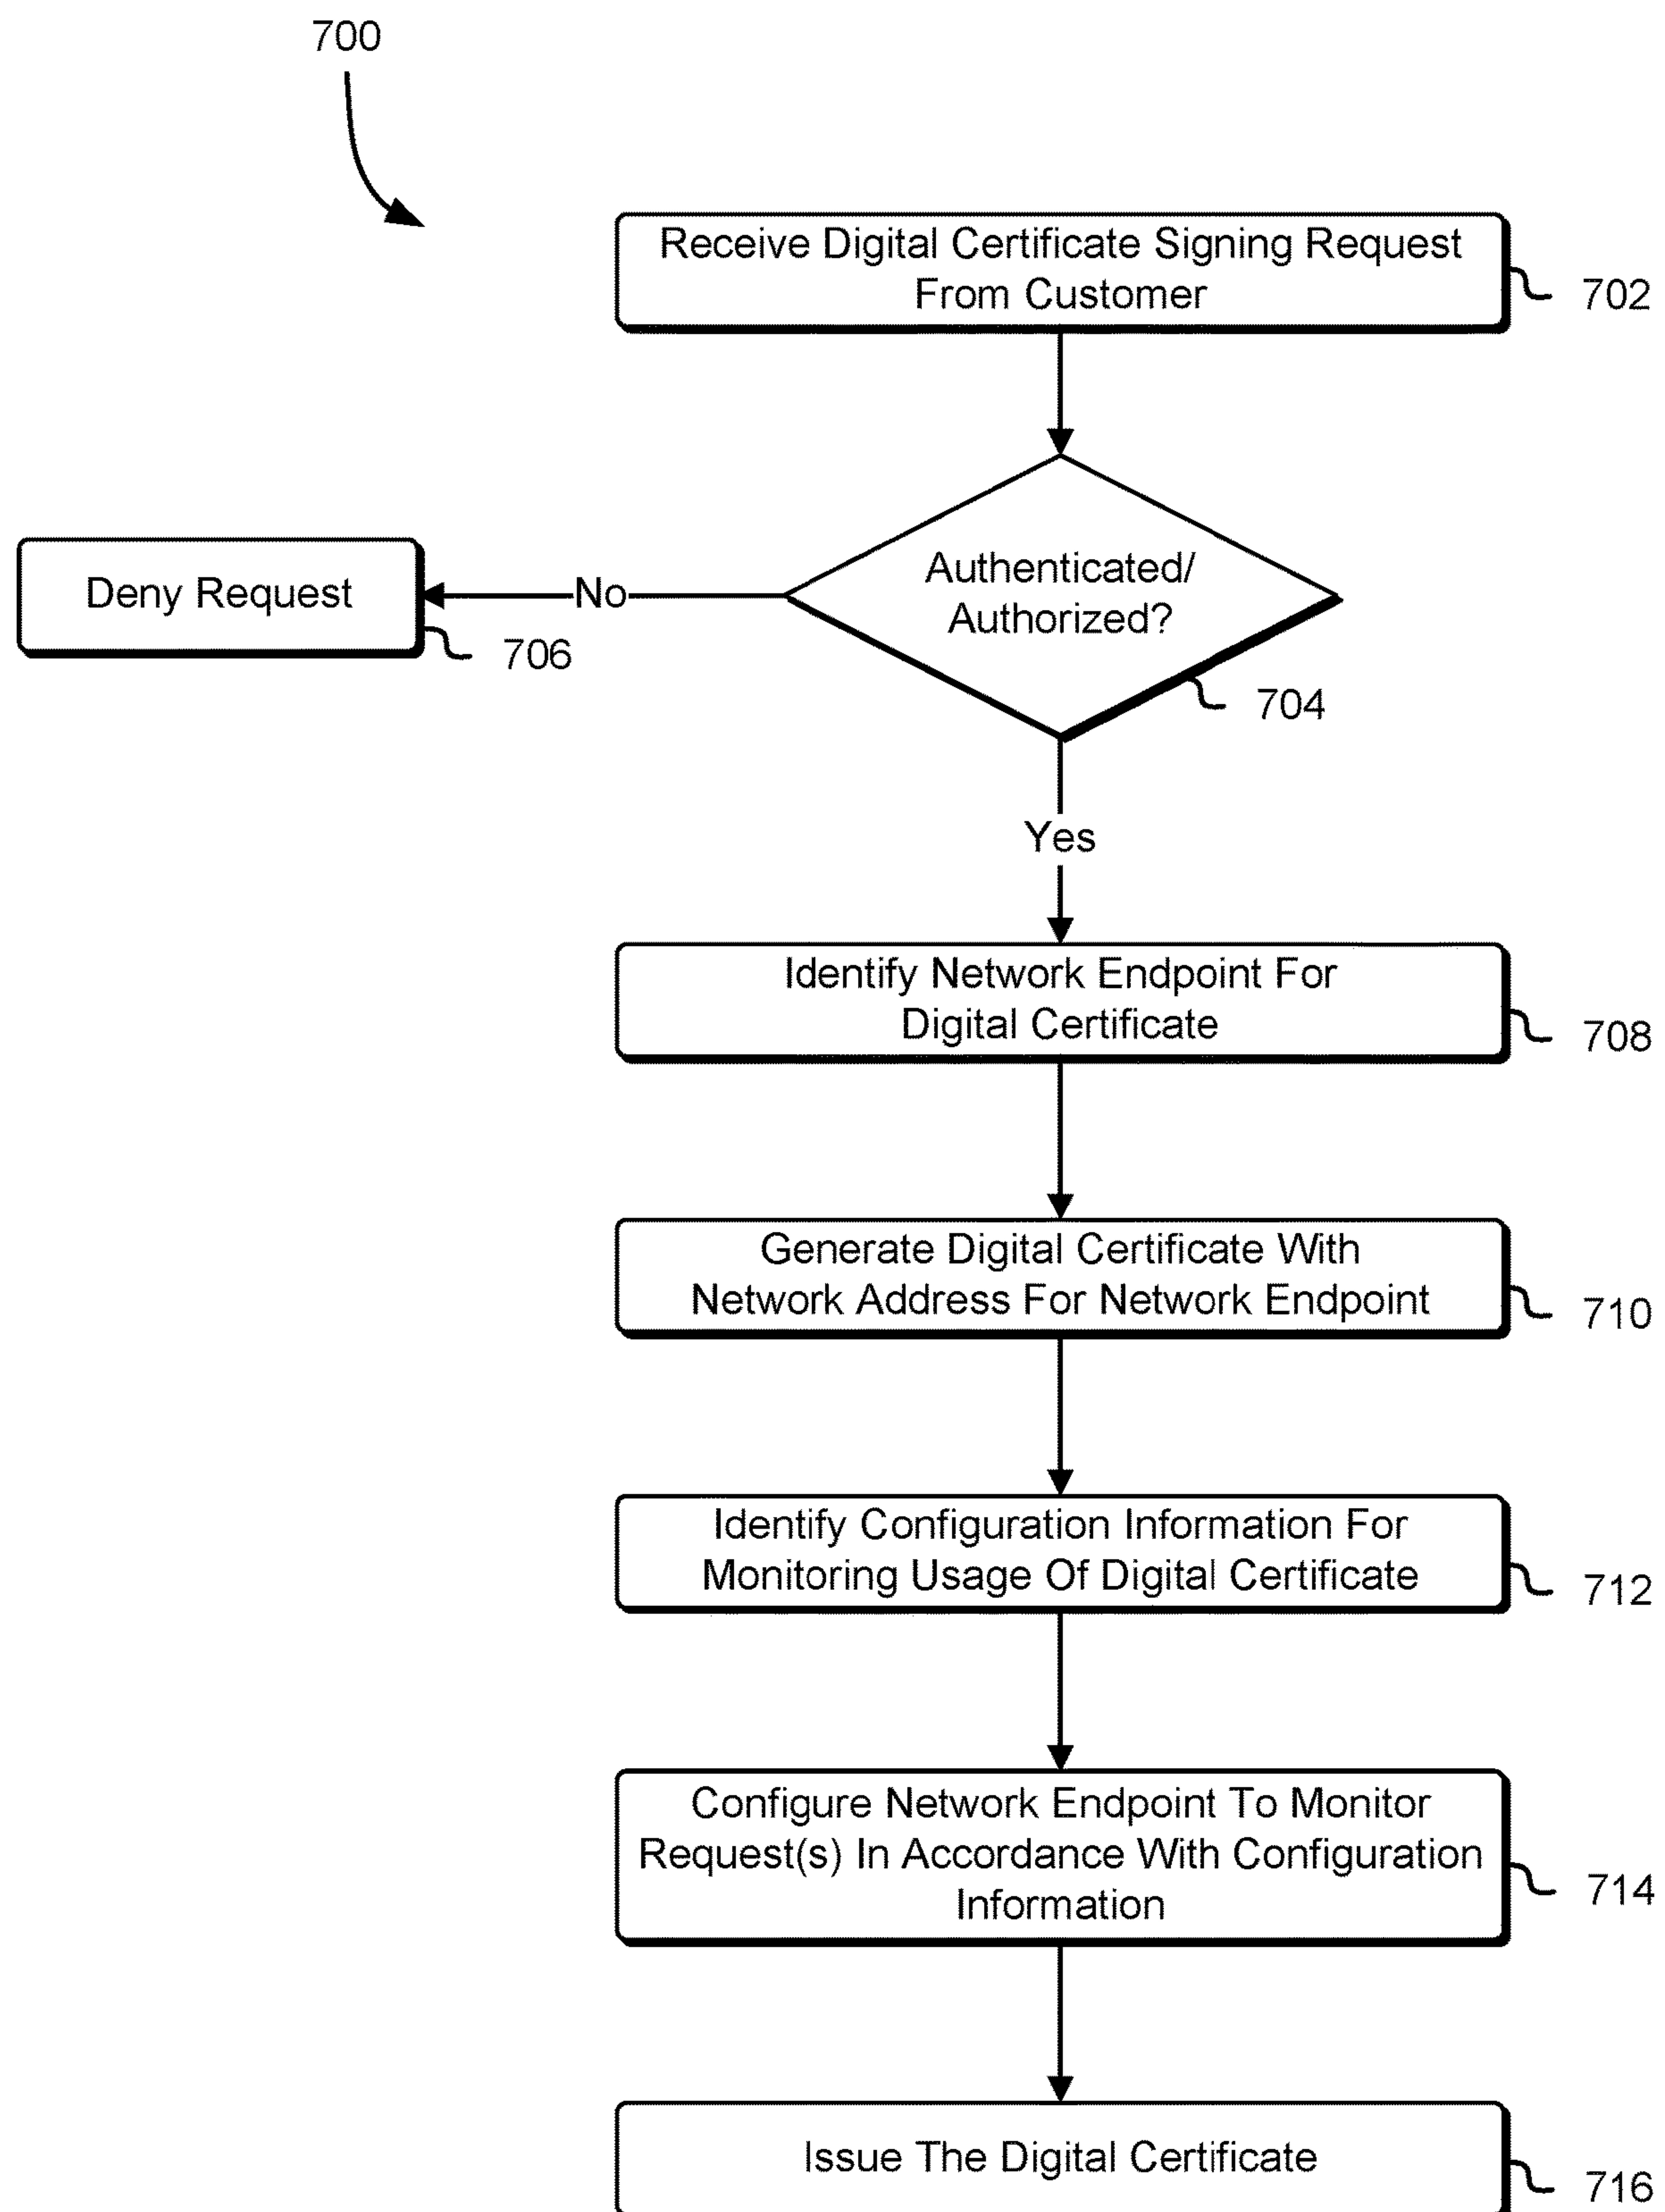 700
Receive Digital Certificate Signing Request
From Customer
702
Authenticated/
Authorized?
704
No
Deny Request
706
Yes
Identify Network Endpoint For
Digital Certificate
708
Generate Digital Certificate With
Network Address For Network Endpoint
710
Identify Configuration Information For
Monitoring Usage Of Digital Certificate
712
Configure Network Endpoint To Monitor
Request(s) In Accordance With Configuration
Information
714
Issue The Digital Certificate
716